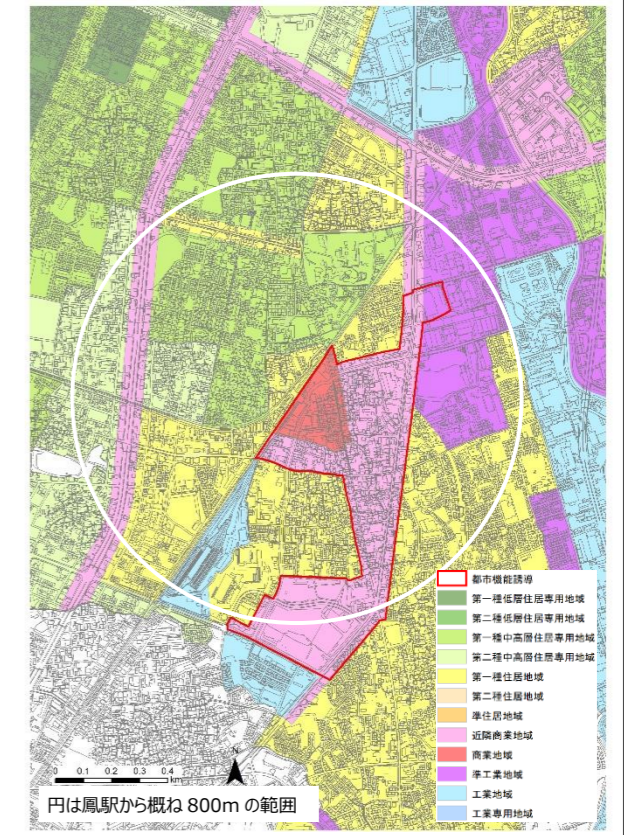 都市機能誘導
第一種低層住居専用地域
第二種低層住居専用地域
第一種中高層住居専用地域
第二種中高層住居専用地域
第一種住居地域
第二種住居地域
準住居地域
近隣商業地域
商業地域
準工業地域
工業地域
工業専用地域
N
0 0.1 0.2 0.3 0.4
km
円は鳳駅から概ね 800m の範囲